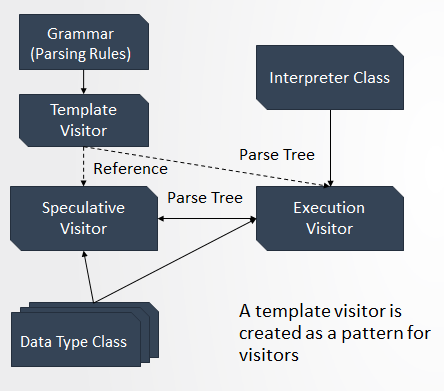 Grammar
(Parsing Rules)
Interpreter Class
Template
Visitor
Parse Tree
Reference
Parse Tree
Speculative
Visitor
Execution
Visitor
Data Type Class
A template visitor is
created as a pattern for
visitors